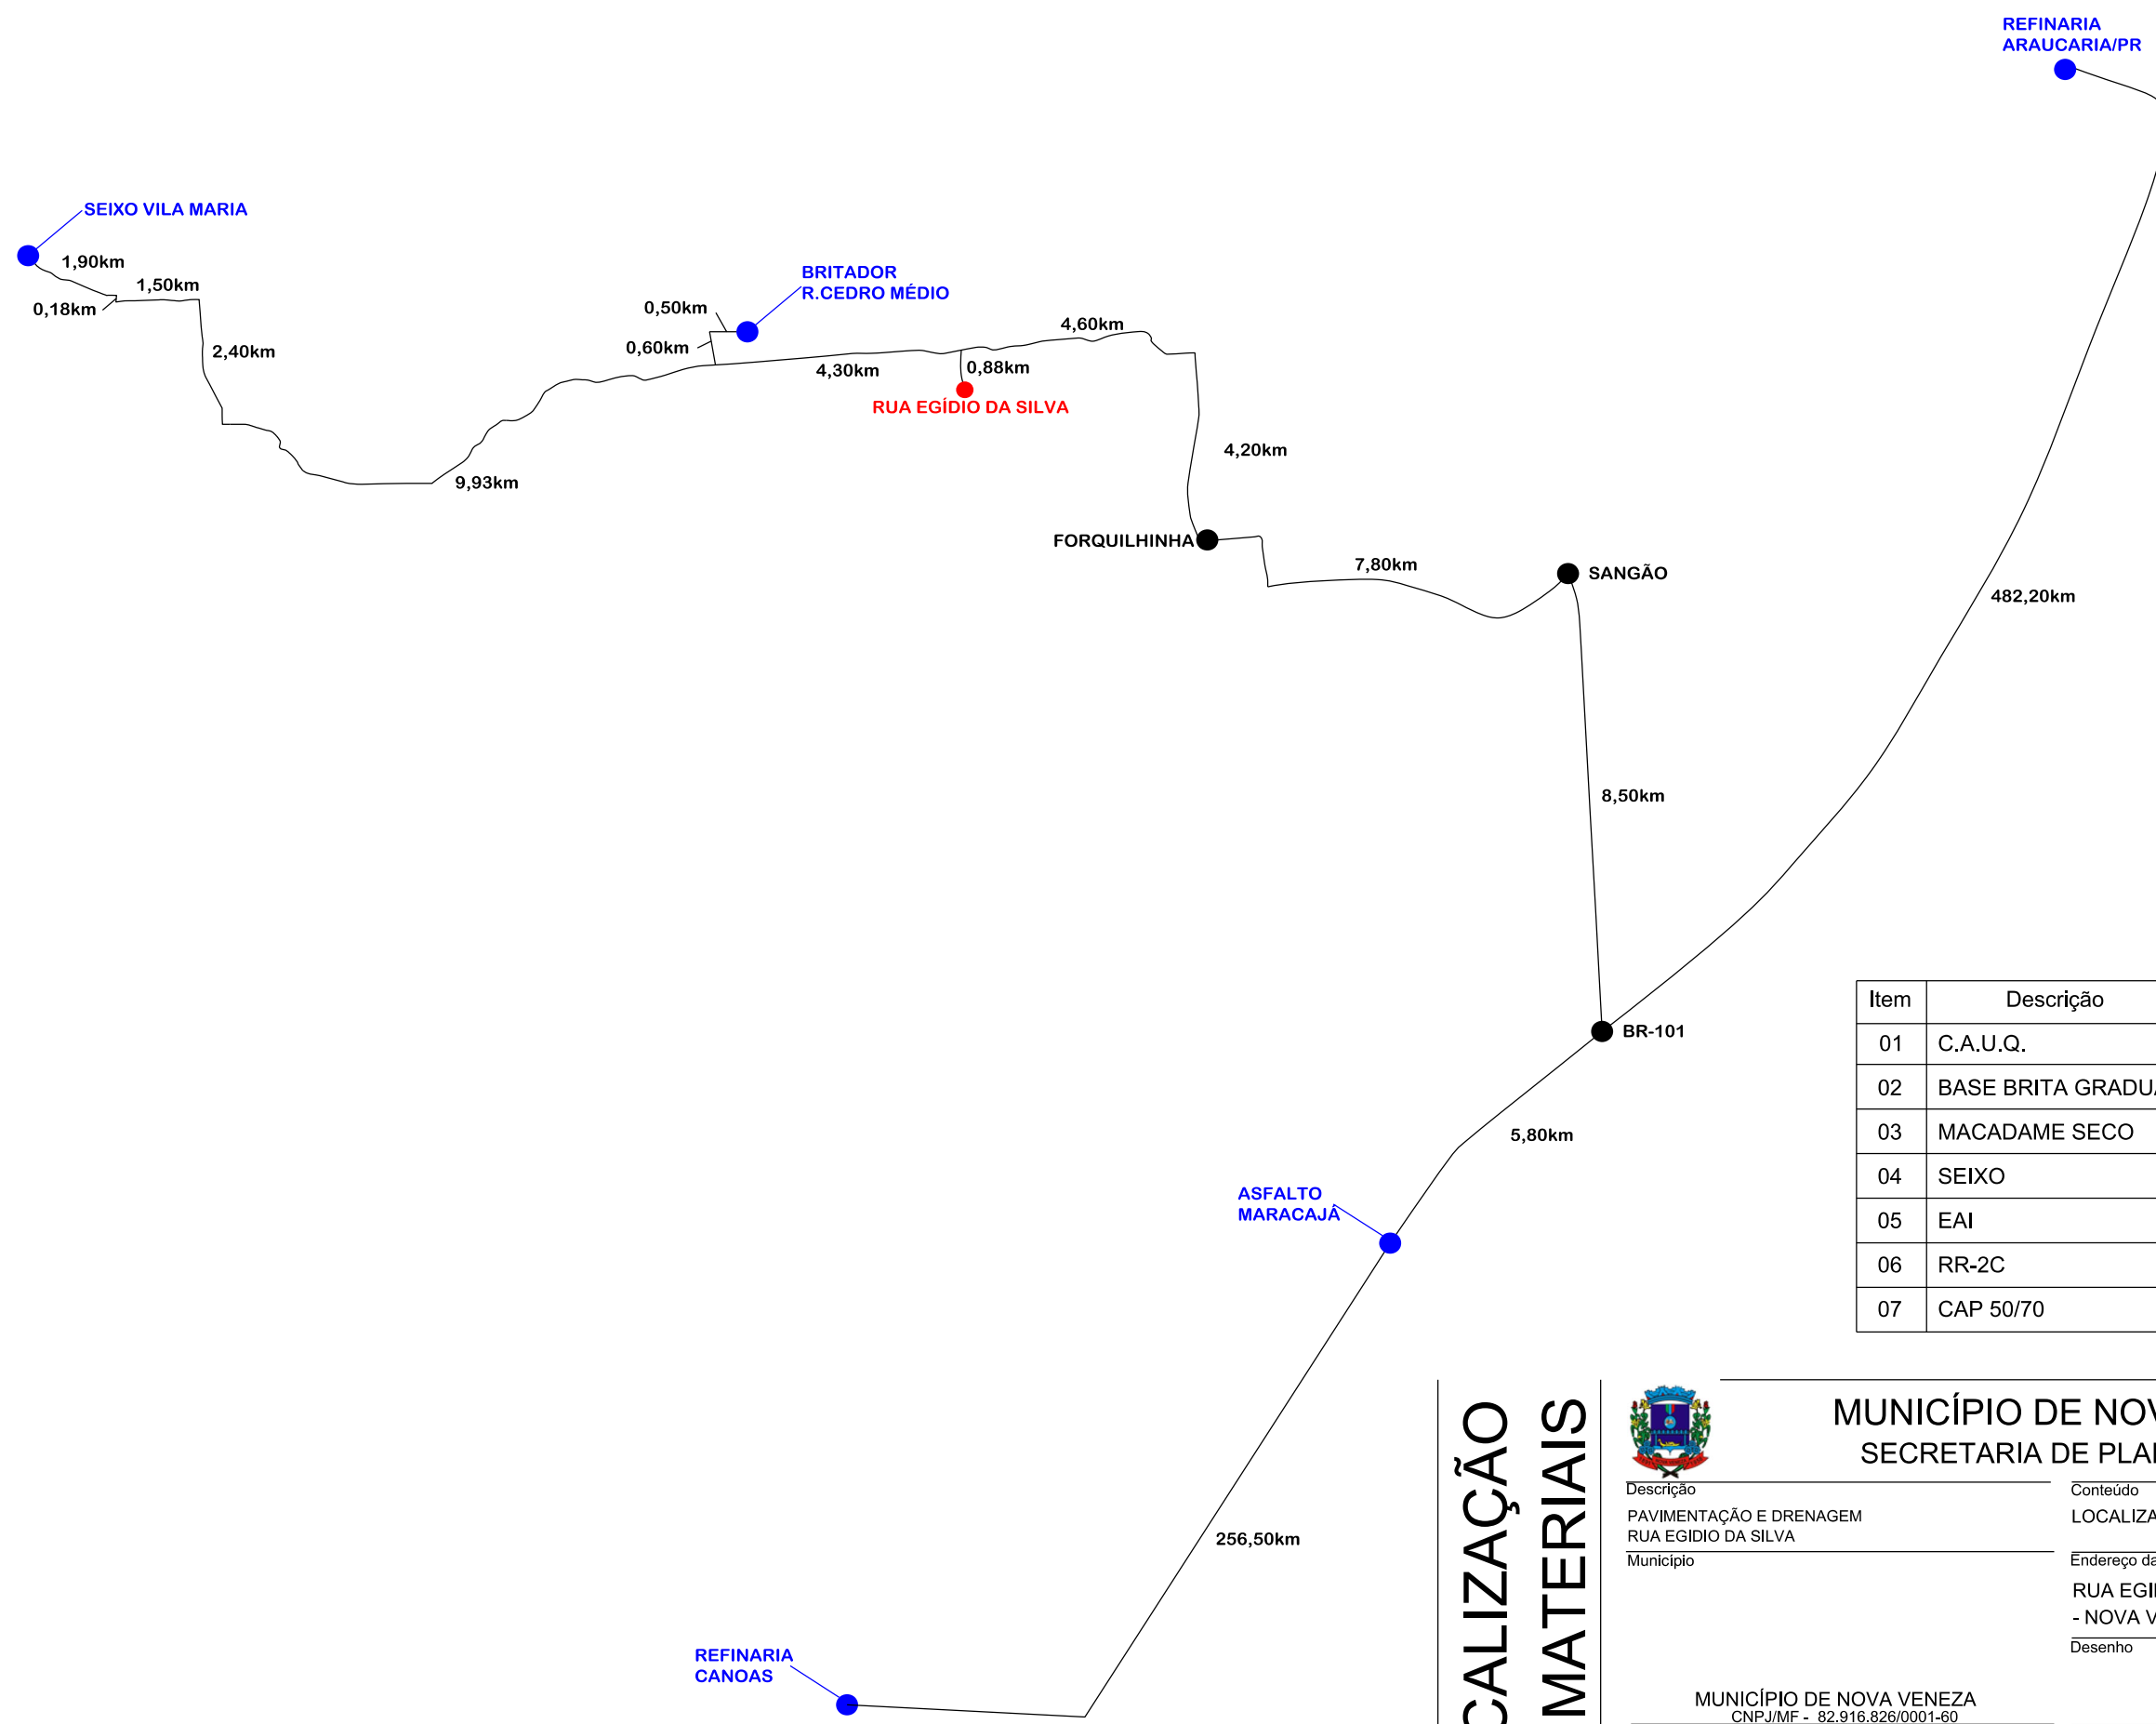 REFINARIA
ARAUCARIA/PR
SEIXO VILA MARIA
1,90km
1,50km
0,18km
2,40km
9,93km
BRITADOR
R.CEDRO MÉDIO
0,50km
0,60km
4,30km
0,88km
4,60km
RUA EGÍDIO DA SILVA
4,20km
FORQUILHINHA
7,80km
SANGÃO
482,20km
8,50km
BR-101
5,80km
ASFALTO
MARACAJÁ
256,50km
REFINARIA
CANOAS
Item Descrição
01 C.A.U.Q.
02 BASE BRITA GRADUA
03 MACADAME SECO
04 SEIXO
05 EAI
06 RR-2C
07 CAP 50/70
CALIZAÇÃO
MATERIAIS
MUNICÍPIO DE NOV
SECRETARIA DE PLA
Descrição
PAVIMENTAÇÃO E DRENAGEM
RUA EGIDIO DA SILVA
Município
Conteúdo
LOCALIZA
Endereço da
RUA EGI
- NOVA V
Desenho
MUNICÍPIO DE NOVA VENEZA
CNPJ/MF - 82.916.826/0001-60